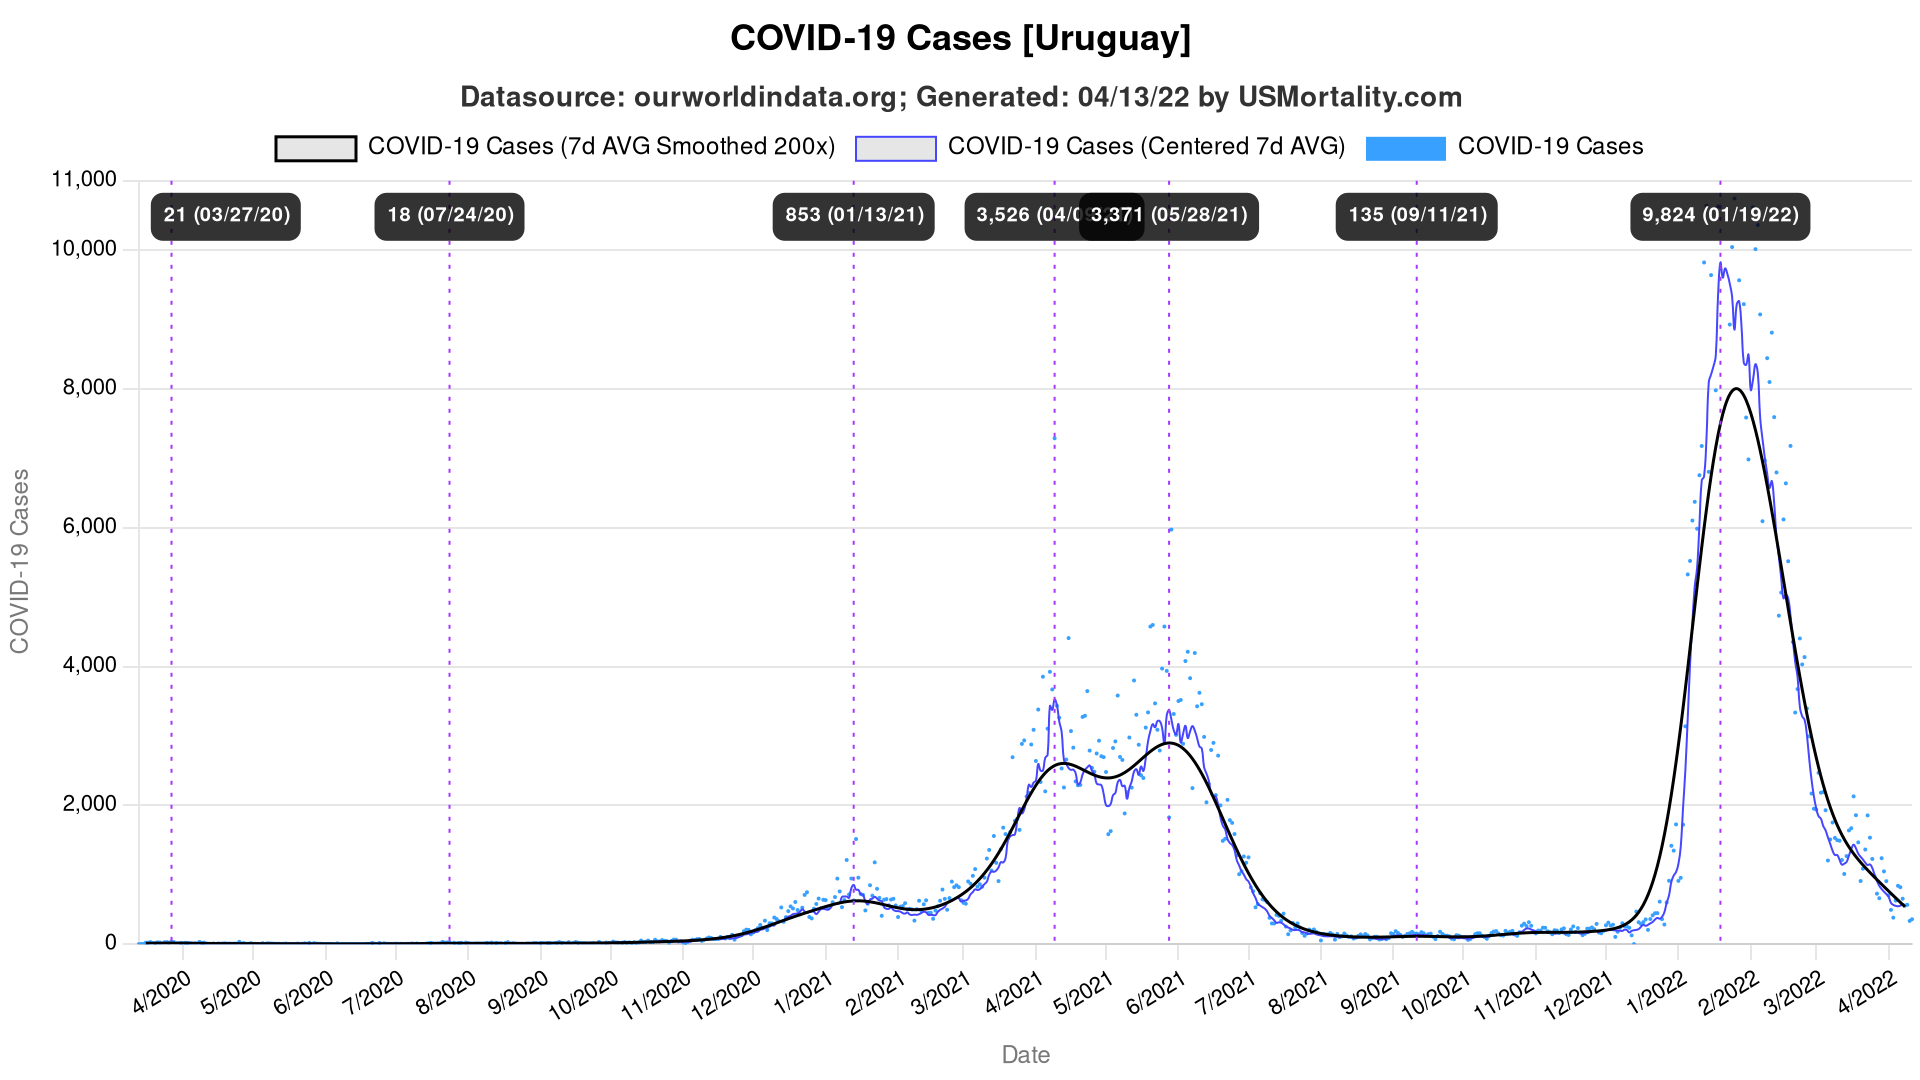 COVID-19 Cases [Uruguay]
Datasource: ourworldindata.org; Generated: 04/13/22 by USMortality.com
COVID-19 Cases (7d AVG Smoothed 200x) COVID-19 Cases (Centered 7d AVG) COVID-19 Cases
11,000
21 (03/27/20) 18 (07/24/20) 853 (01/13/21) 3,526 3,371 (05/28/21) 135 (09/11/21) 9,824 (01/19/22)
10,000
8,000
6,000
4,000
2,000
0
COVID-19 Cases
4/2020 5/2020 6/2020 7/2020 8/2020 9/2020 10/2020 11/2020 12/2020 1/2021 2/2021 3/2021 4/2021 5/2021 6/2021 7/2021 8/2021 9/2021 10/2021 11/2021 12/2021 1/2022 2/2022 3/2022 4/2022
Date